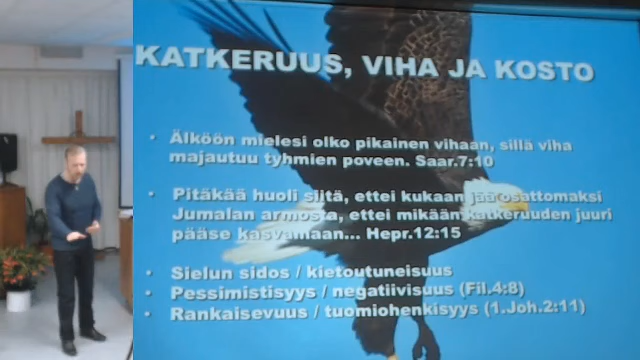 KATKERUUS, VIHA JA KOSTO
• Älköön mielesi olko pikainen vihaan, sillä viha
majautuu tyhmien poveen. Saar.7:10
• Pitäkää huoli siitä, ettei kukaan jää osattomaksi
Jumalan armosta, ettei mikään katkeruuden juuri
pääse kasvamaan... Hepr.12:15
• Sielun sidos / kietoutuneisuus
• Pessimistisyys / negatiivisuus (Fil.4:8)
• Rankaisevuus / tuomiohenkisyys (1.Joh.2:11)